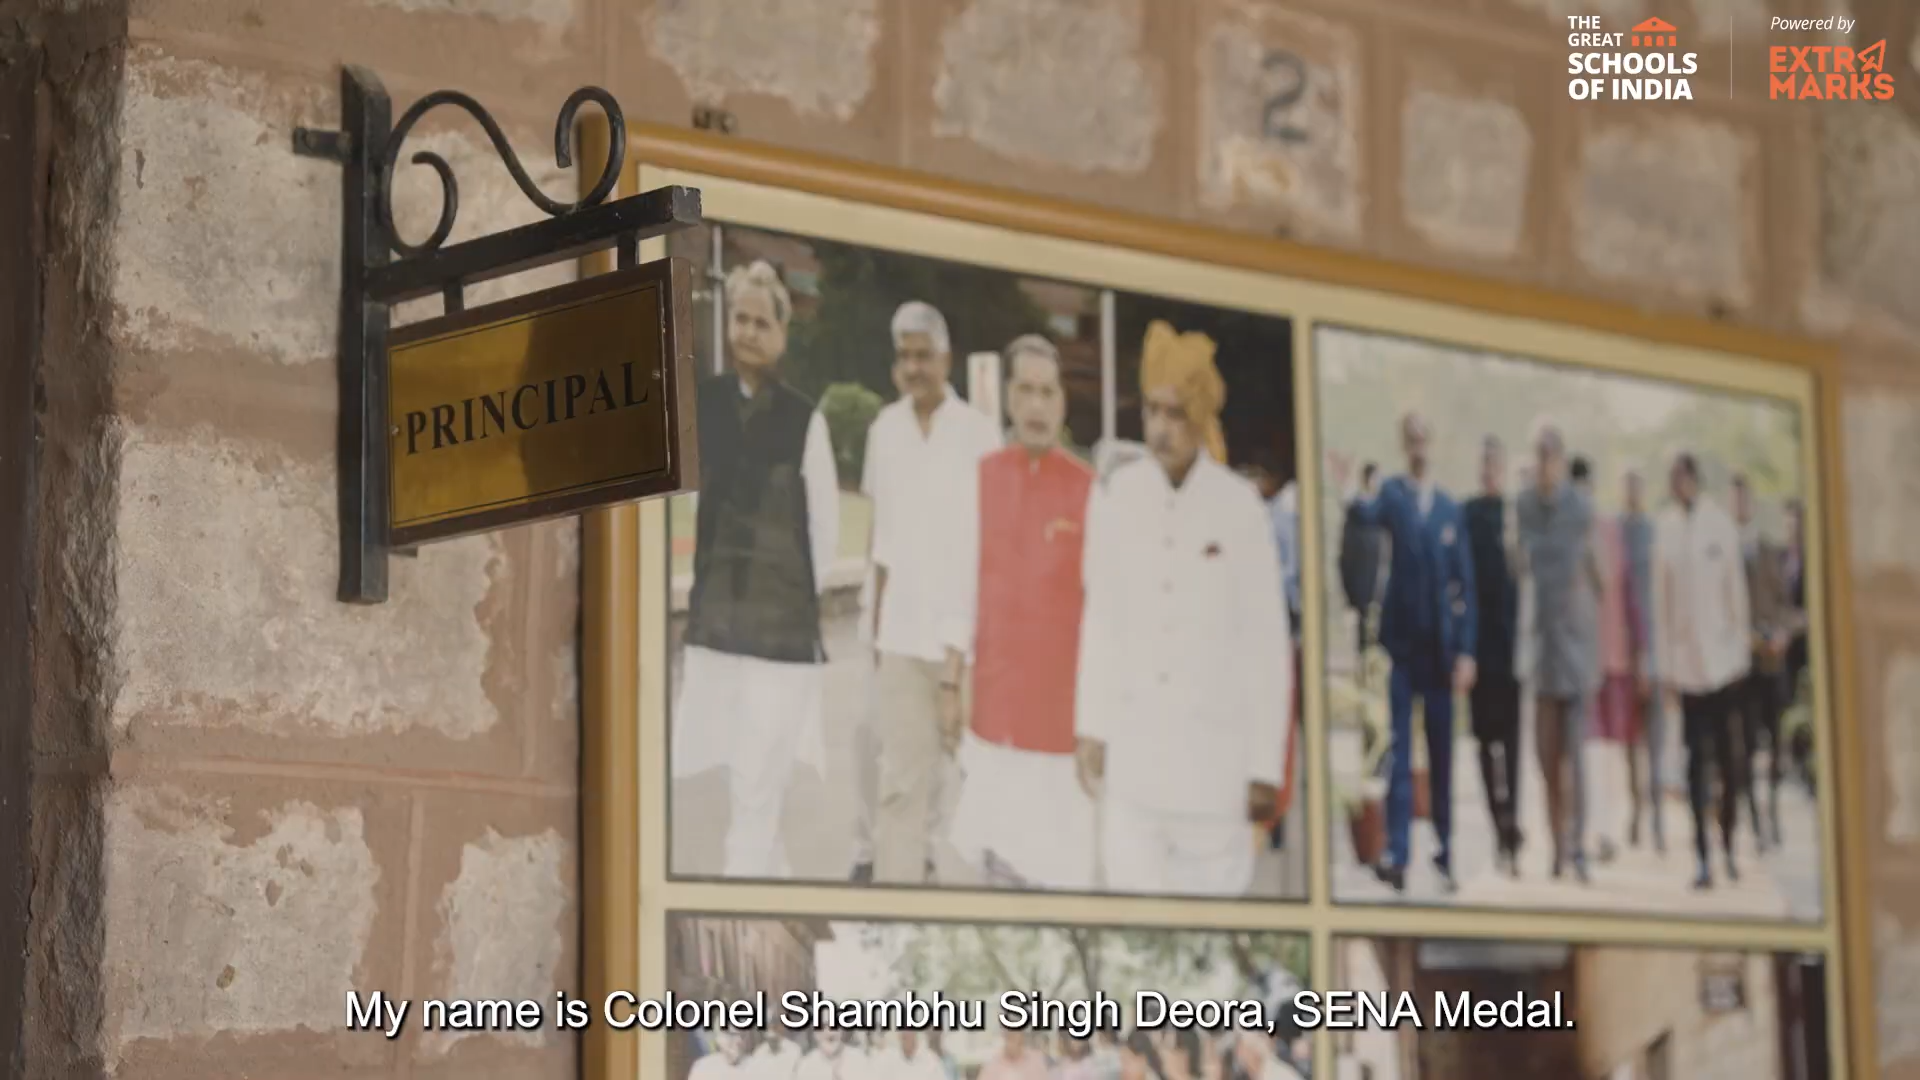 THE
GREAT
SCHOOLS
OF INDIA
Powered by
EXTRA
MARKS
2
PRINCIPAL
My name is Colonel Shambhu Singh Deora, SENA Medal.